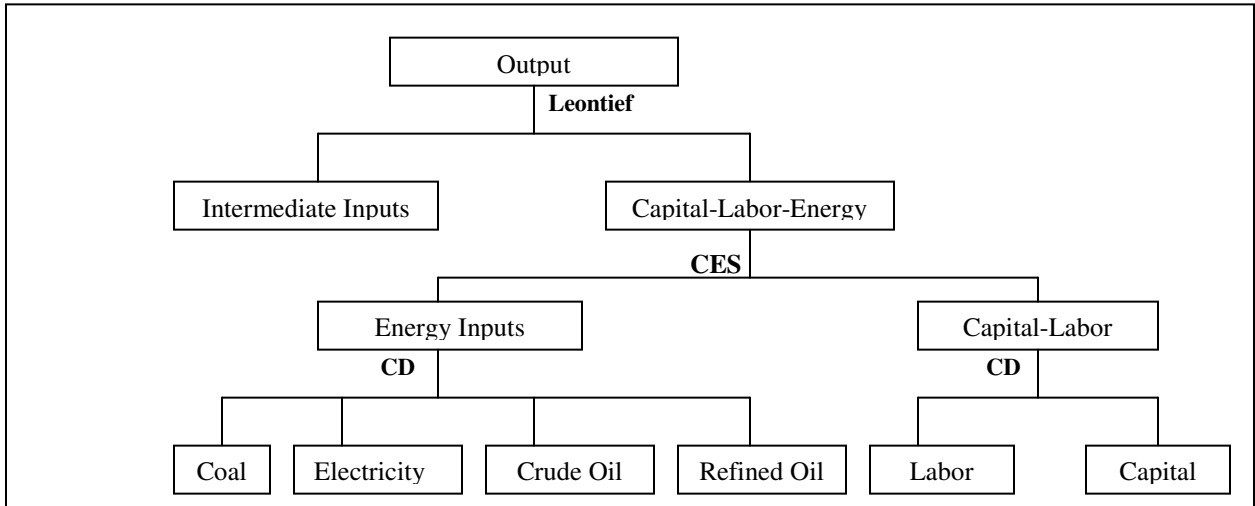 Output
Leontief
Intermediate Inputs
Capital-Labor-Energy
CES
Energy Inputs
Capital-Labor
CD
CD
Coal
Electricity
Crude Oil
Refined Oil
Labor
Capital